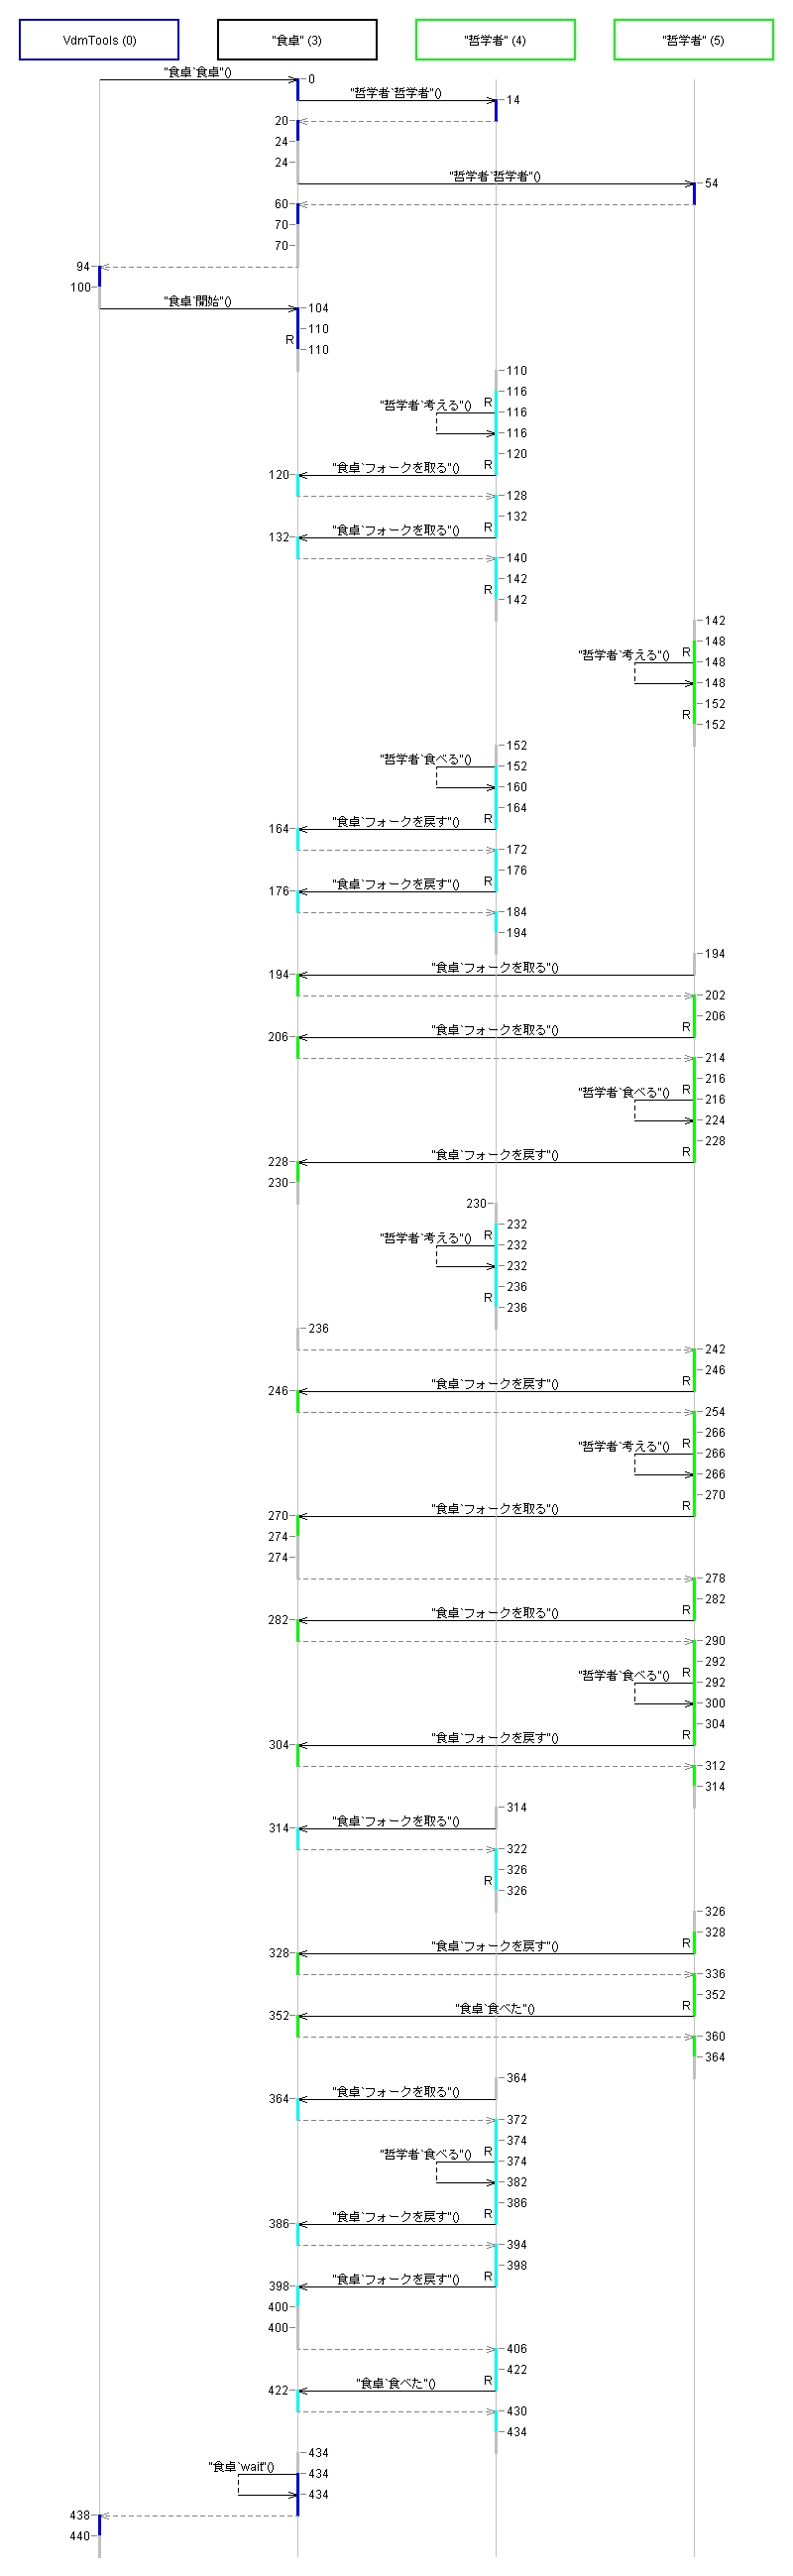 VdmTools (0) "食卓" (3) "哲学者" (4) "哲学者" (5)
"食卓`食卓"() 0
"哲学者`哲学者"() 14
20
24
24
"哲学者`哲学者"() 54
60
70
70
94
100
"食卓`開始"() 104
110
R
110
110
116
R
"哲学者`考える"() 116
116
120
R
120 "食卓`フォークを取る"()
128
132
R
132 "食卓`フォークを取る"()
140
142
R
142
142
148
R
"哲学者`考える"() 148
148
152
R
152
152
"哲学者`食べる"() 152
160
164
R
164 "食卓`フォークを戻す"()
172
176
R
176 "食卓`フォークを戻す"()
184
194
194
194 "食卓`フォークを取る"()
202
206
R
206 "食卓`フォークを取る"()
214
216
R
"哲学者`食べる"() 216
224
228
R
228 "食卓`フォークを戻す"()
230
230
232
R
"哲学者`考える"() 232
232
236
R
236
236
242
246
R
246 "食卓`フォークを戻す"()
254
266
R
"哲学者`考える"() 266
266
270
R
270 "食卓`フォークを取る"()
274
274
278
282
R
282 "食卓`フォークを取る"()
290
292
R
"哲学者`食べる"() 292
300
304
R
304 "食卓`フォークを戻す"()
312
314
314
314 "食卓`フォークを取る"()
322
326
R
326
326
328
R
328 "食卓`フォークを戻す"()
336
352
R
352 "食卓`食べた"()
360
364
364
364 "食卓`フォークを取る"()
372
374
R
"哲学者`食べる"() 374
382
386
R
386 "食卓`フォークを戻す"()
394
398
R
398 "食卓`フォークを戻す"()
400
400
406
422
R
422 "食卓`食べた"()
430
434
434
"食卓`wait"() 434
434
438
440